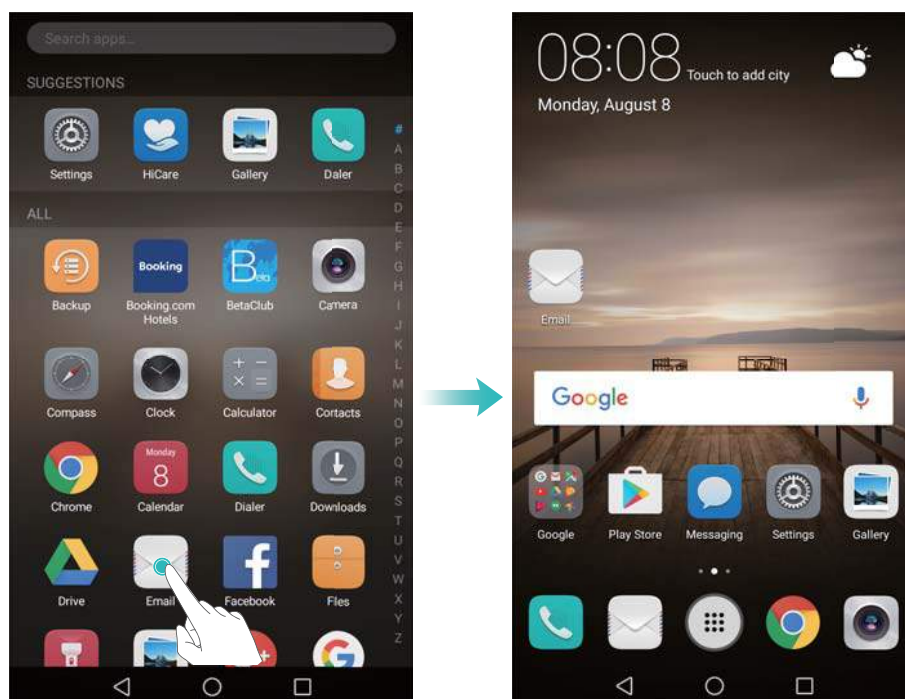 Search apps...
SUGGESTIONS
Settings
HiCare
Gallery
Daler
#
A
B
C
D
E
F
G
H
I
J
K
L
M
N
O
P
Q
R
S
T
U
V
W
X
Y
Z
ALL
Booking
Beta
Backup
Booking.com
Hotels
BetaClub
Camera
Compass
Clock
Calculator
Contacts
Monday
8
Chrome
Calendar
Dialer
Downloads
Drive
Email
Facebook
Files
08:08
Touch to add city
Monday, August 8
Email
Google
Google
Play Store
Messaging
Settings
Gallery